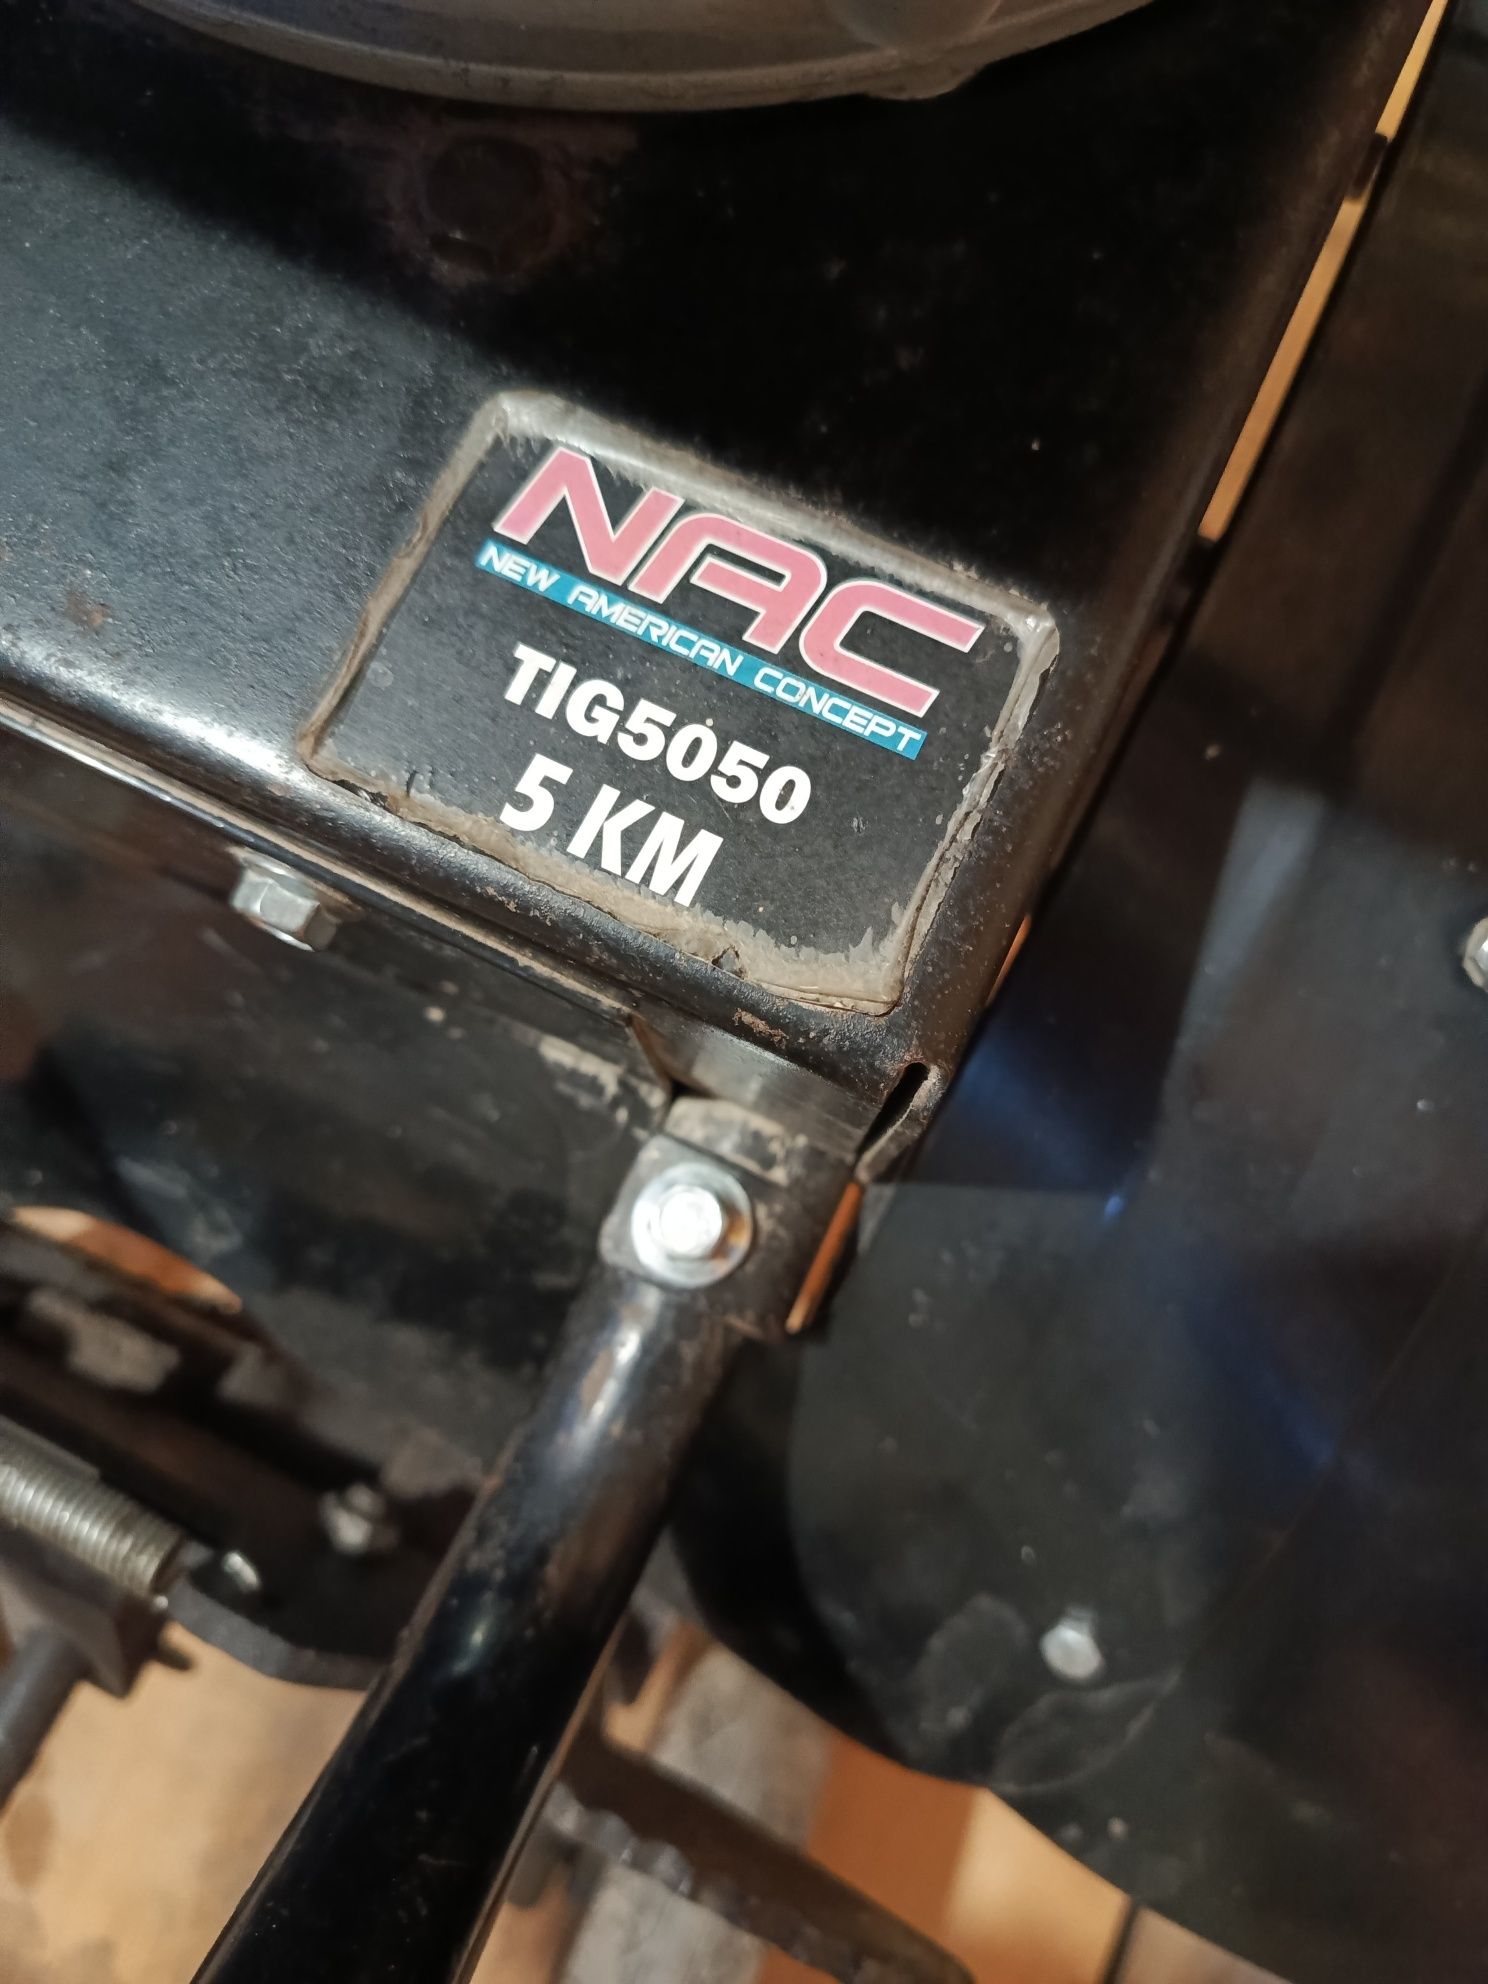 NAC
NEW AMERICAN CONCEPT
TIG5050
5 KM